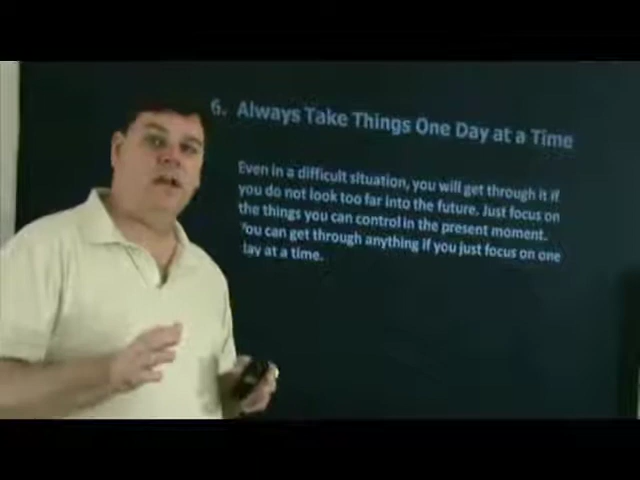 6. Always Take Things One Day at a Time
Even in a difficult situation, you will get through it if
you do not look too far into the future. Just focus on
the things you can control in the present moment.
You can get through anything if you just focus on one
day at a time.